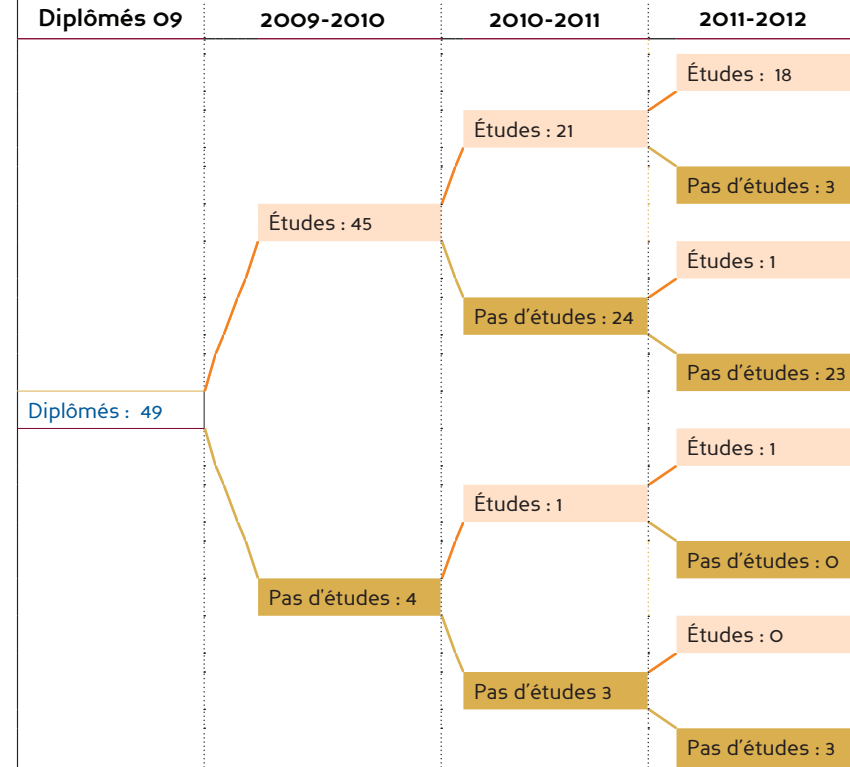 Diplômés 09 2009-2010 2010-2011 2011-2012
Études : 18
Études : 21
Pas d'études : 3
Études : 45
Études : 1
Pas d'études : 24
Pas d'études : 23
Diplômés : 49
Études : 1
Études : 1
Pas d'études : 0
Pas d'études : 4
Études : 0
Pas d'études 3
Pas d'études : 3